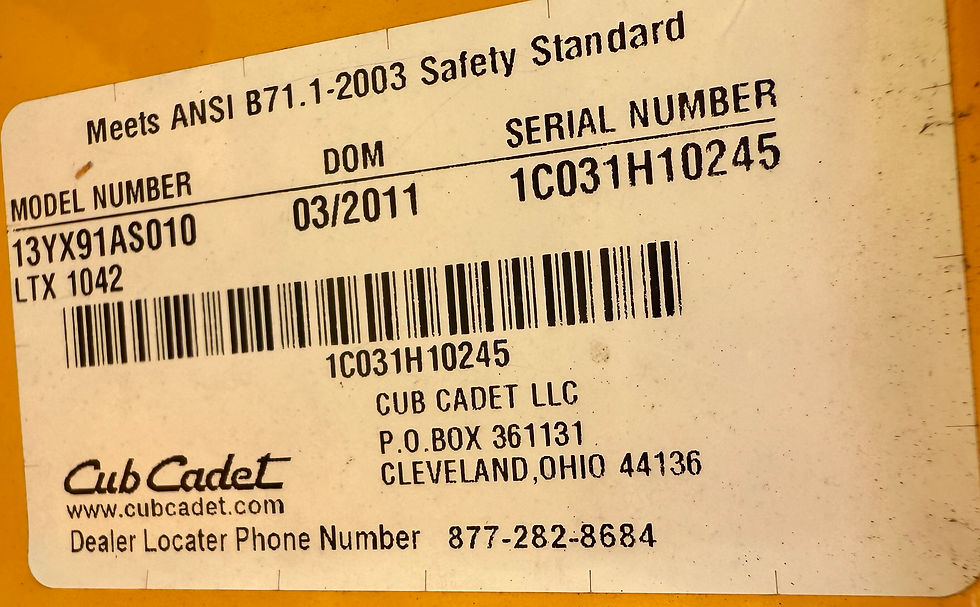 Meets ANSI B71.1-2003 Safety Standard
MODEL NUMBER DOM SERIAL NUMBER
13YX91AS010 03/2011 1C031H10245
LTX 1042
1C031H10245
CUB CADET LLC
P.O.BOX 361131
CLEVELAND,OHIO 44136
Cub Cadet
www.cubcadet.com
Dealer Locater Phone Number 877-282-8684